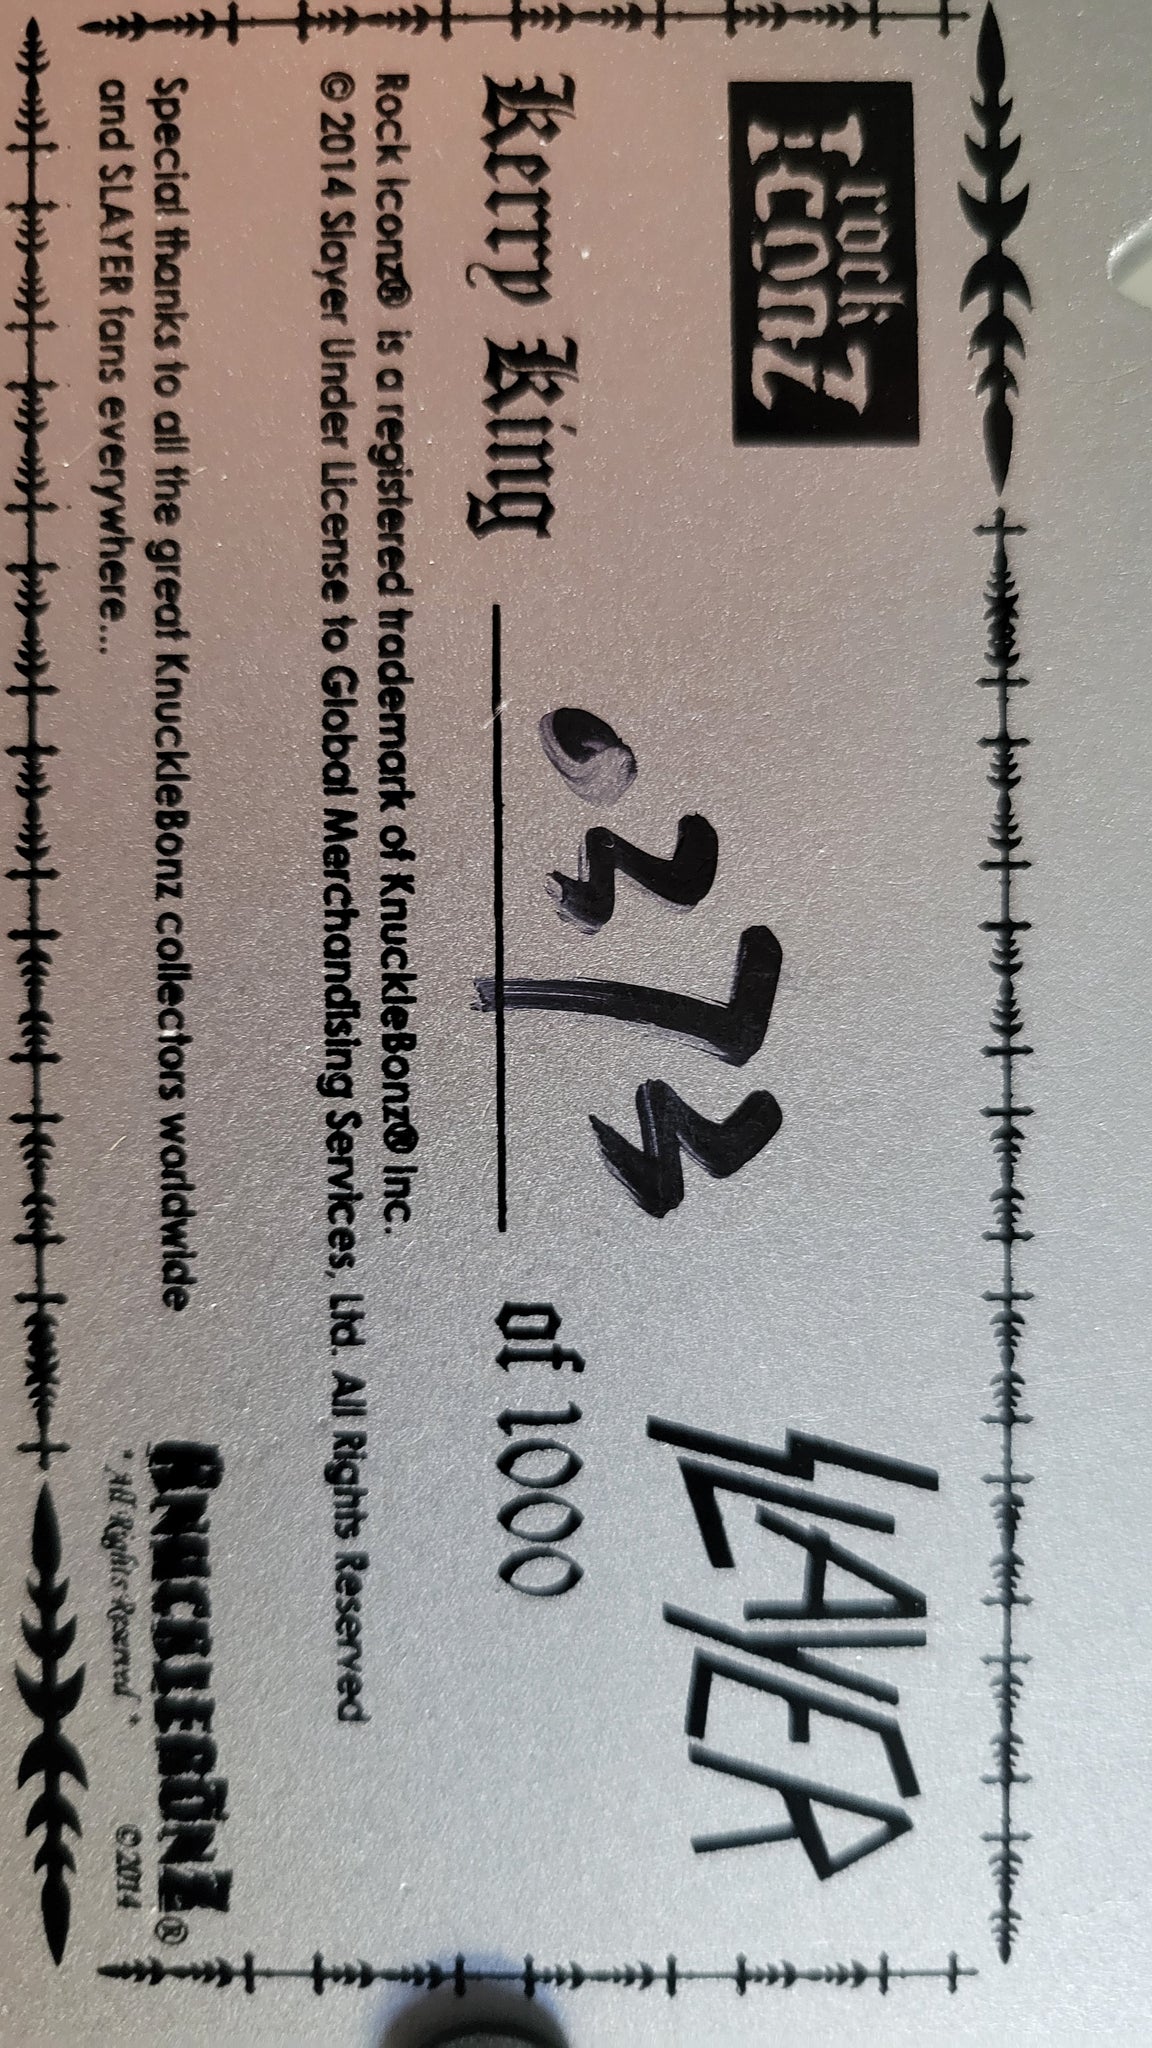 rock
Iconz
SLAYER
Kerry King 0373 of 1000
Rock Iconz® is a registered trademark of KnuckleBonz® Inc.
© 2014 Slayer Under License to Global Merchandising Services, Ltd. All Rights Reserved
Special thanks to all the great KnuckleBonz collectors worldwide
and SLAYER fans everywhere...
KNUCKLEBÖNZ®
* All Rights Reserved * ©2014